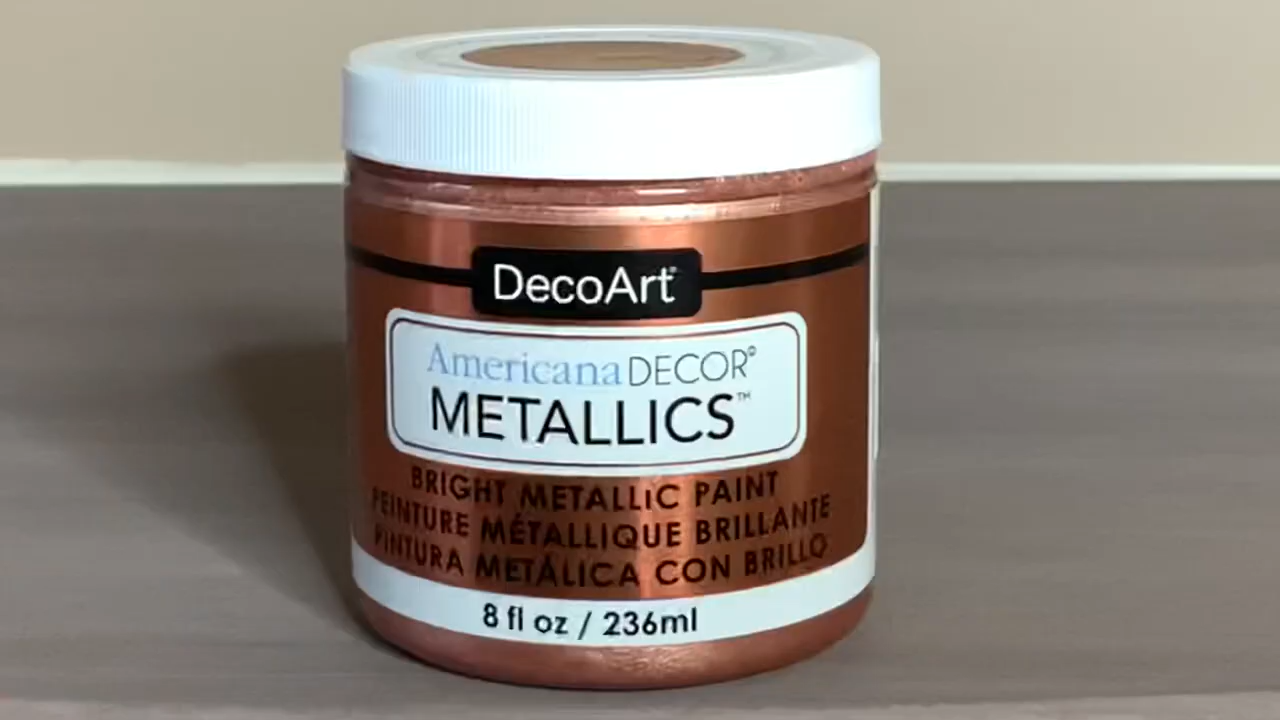 DecoArt®
AmericanaDECOR®
METALLICS™
BRIGHT METALLIC PAINT
PEINTURE MÉTALLIQUE BRILLANTE
PINTURA METÁLICA CON BRILLO
8 fl oz / 236ml